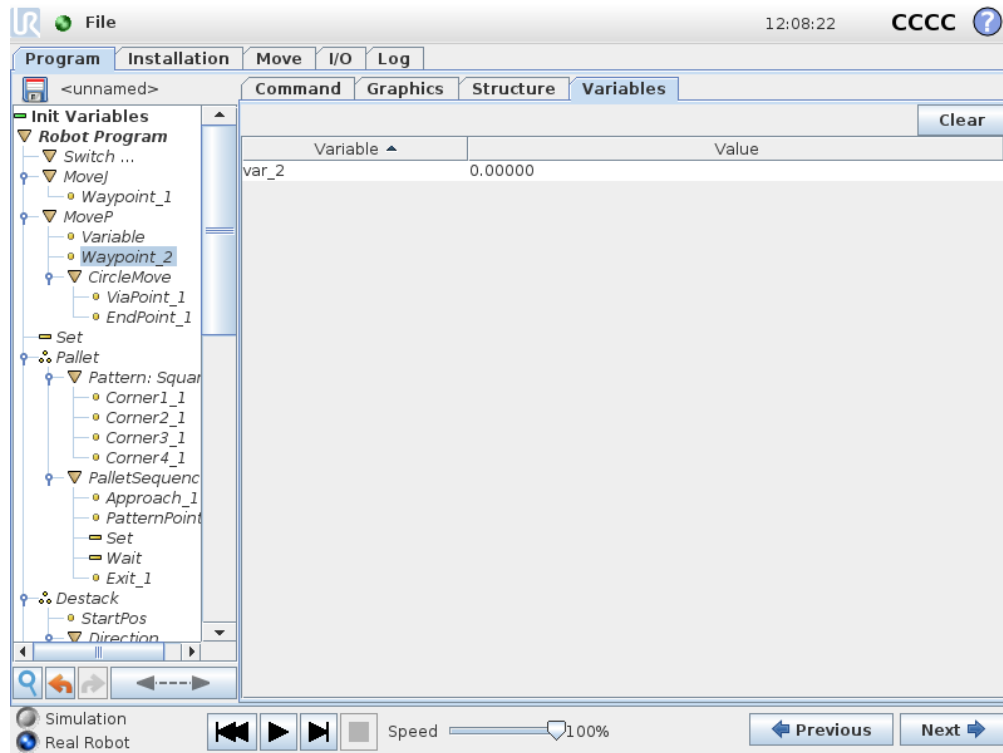 UR File 12:08:22 CCCC ?
Program Installation Move I/O Log
<unnamed> Command Graphics Structure Variables
Clear
Variable Value
var_2 0.00000
Init Variables
Robot Program
Switch ...
MoveJ
Waypoint_1
MoveP
Variable
Waypoint_2
CircleMove
ViaPoint_1
EndPoint_1
Set
Pallet
Pattern: Squar
Corner1_1
Corner2_1
Corner3_1
Corner4_1
PalletSequenc
Approach_1
PatternPoint
Set
Wait
Exit_1
Destack
StartPos
Direction
Simulation
Real Robot
Speed 100% Previous Next